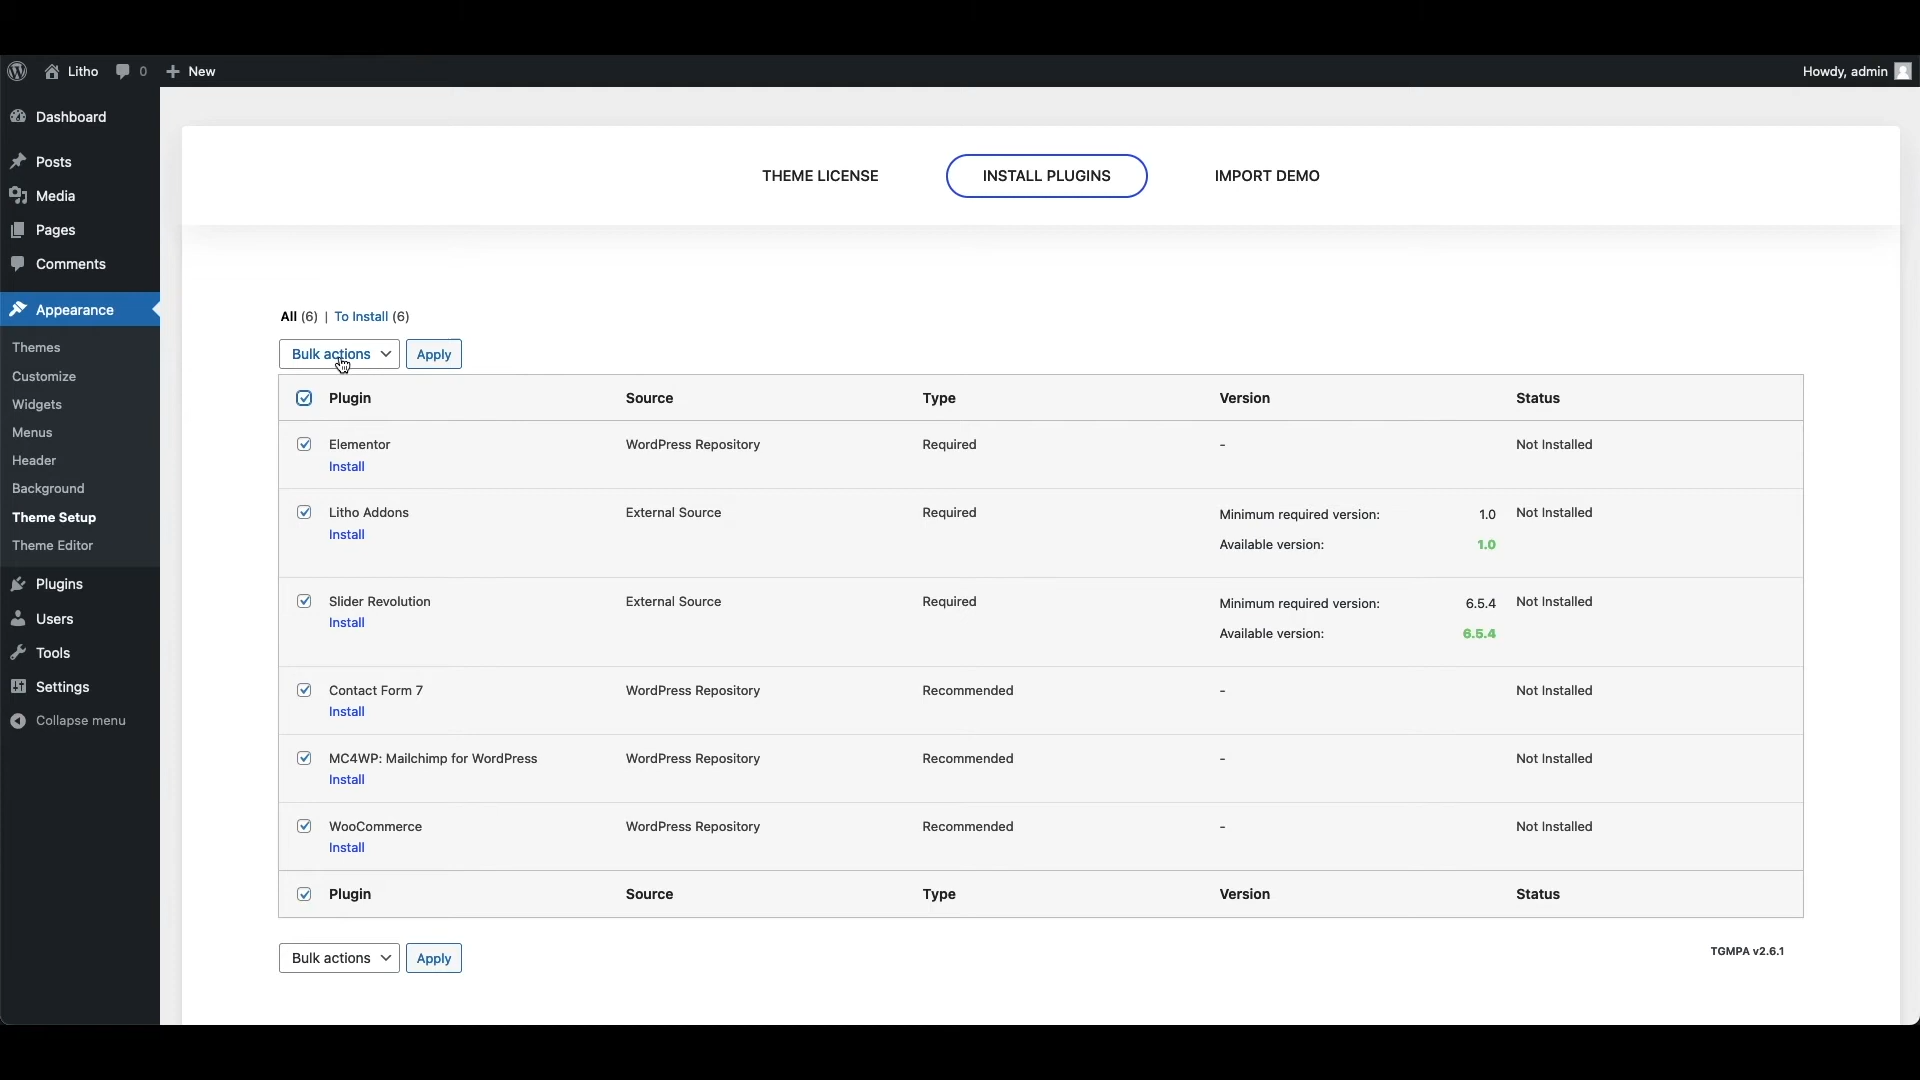 Litho 0 New Howdy, admin
Dashboard
Posts
Media
Pages
Comments
Appearance
Themes
Customize
Widgets
Menus
Header
Background
Theme Setup
Theme Editor
Plugins
Users
Tools
Settings
Collapse menu
THEME LICENSE INSTALL PLUGINS IMPORT DEMO
All (6) | To Install (6)
Bulk actions Apply
Plugin Source Type Version Status
Elementor WordPress Repository Required - Not Installed
Install
Litho Addons External Source Required Minimum required version: 1.0 Not Installed
Install Available version: 1.0
Slider Revolution External Source Required Minimum required version: 6.5.4 Not Installed
Install Available version: 6.5.4
Contact Form 7 WordPress Repository Recommended - Not Installed
Install
MC4WP: Mailchimp for WordPress WordPress Repository Recommended - Not Installed
Install
WooCommerce WordPress Repository Recommended - Not Installed
Install
Plugin Source Type Version Status
Bulk actions Apply TGMPA v2.6.1